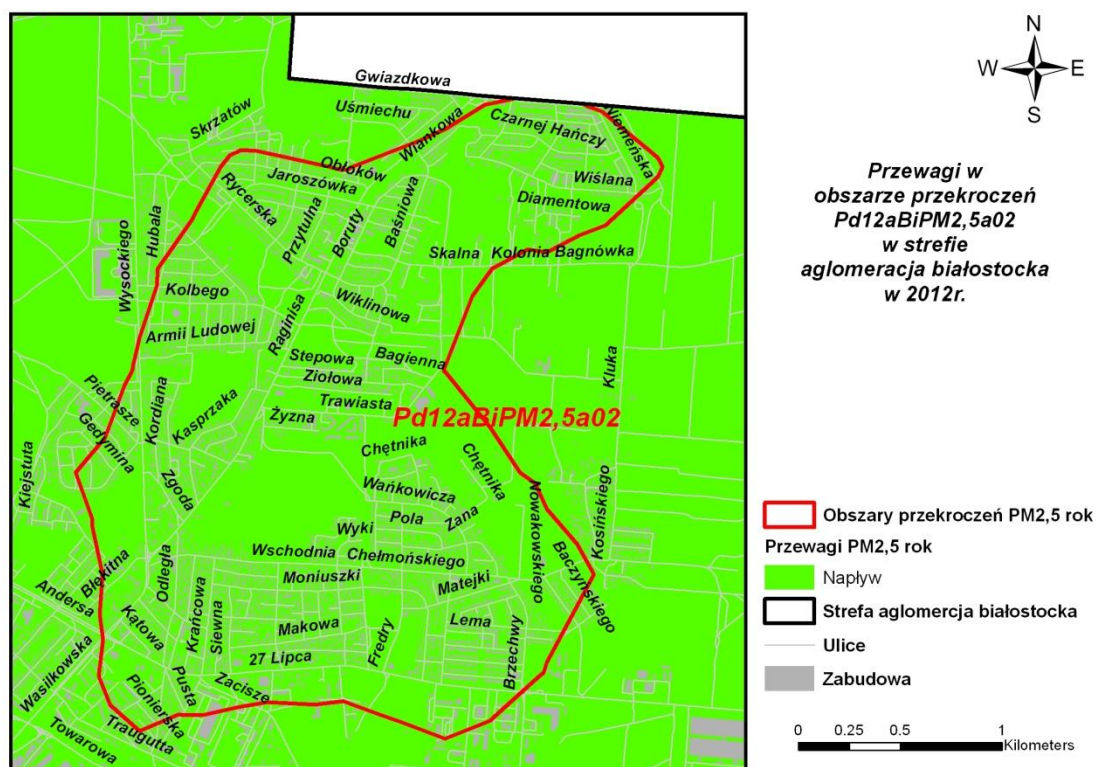 Gwiazdkowa
Uśmiechu
Wiankowa
Skrzatów
Czarnej Hańczy
Niemeńska
Obłoków
Jaroszówka
Rycerska
Wiślana
Diamentowa
Przytulna
Boruty
Baśniowa
Hubala
Wysockiego
Skalna
Kolonia Bagnówka
Kolbego
Wiklinowa
Raginisa
Armii Ludowej
Stepowa
Bagienna
Ziołowa
Kluka
Trawiasta
Żyzna
Pietrasze
Kordiana
Kasprzaka
Gedymina
Pd12aBiPM2,5a02
Chętnika
Chętnika
Kiejstuta
Zgoda
Wańkowicza
Nowakowskiego
Kosińskiego
Pola
Zana
Wyki
Wschodnia
Chełmońskiego
Baczyńskiego
Błękitna
Odległa
Moniuszki
Matejki
Andersa
Katowa
Krańcowa
Siewna
Makowa
Lema
Fredry
27 Lipca
Brzechwy
Wasilkowska
Pusta
Zacisze
Pionierska
Traugutta
Towarowa
N
W
E
S
Przewagi w
obszarze przekroczeń
Pd12aBiPM2,5a02
w strefie
aglomeracja białostocka
w 2012r.
Obszary przekroczeń PM2,5 rok
Przewagi PM2,5 rok
Napływ
Strefa aglomercja białostocka
Ulice
Zabudowa
0 0.25 0.5 1
Kilometers